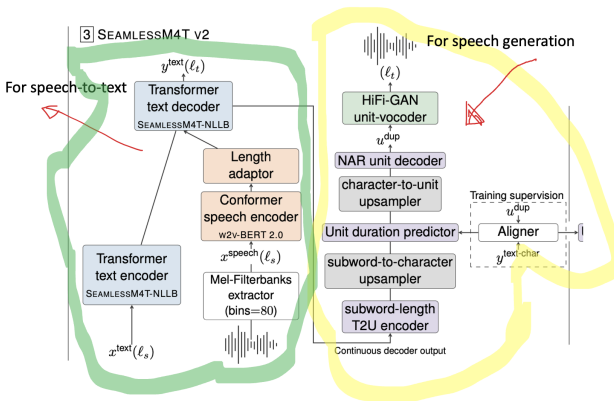 3 SEAMLESSM4T V2
For speech-to-text
y^text(ℓ_t)
Transformer
text decoder
SEAMLESSM4T-NLLB
Length
adaptor
Conformer
speech encoder
w2v-BERT 2.0
x^speech(ℓ_s)
Mel-Filterbanks
extractor
(bins=80)
Transformer
text encoder
SEAMLESSM4T-NLLB
x^text(ℓ_s)
For speech generation
(ℓ_t)
HiFi-GAN
unit-vocoder
u^dup
NAR unit decoder
character-to-unit
upsampler
Unit duration predictor
subword-to-character
upsampler
subword-length
T2U encoder
Continuous decoder output
Training supervision
u^dup
Aligner
y^text-char